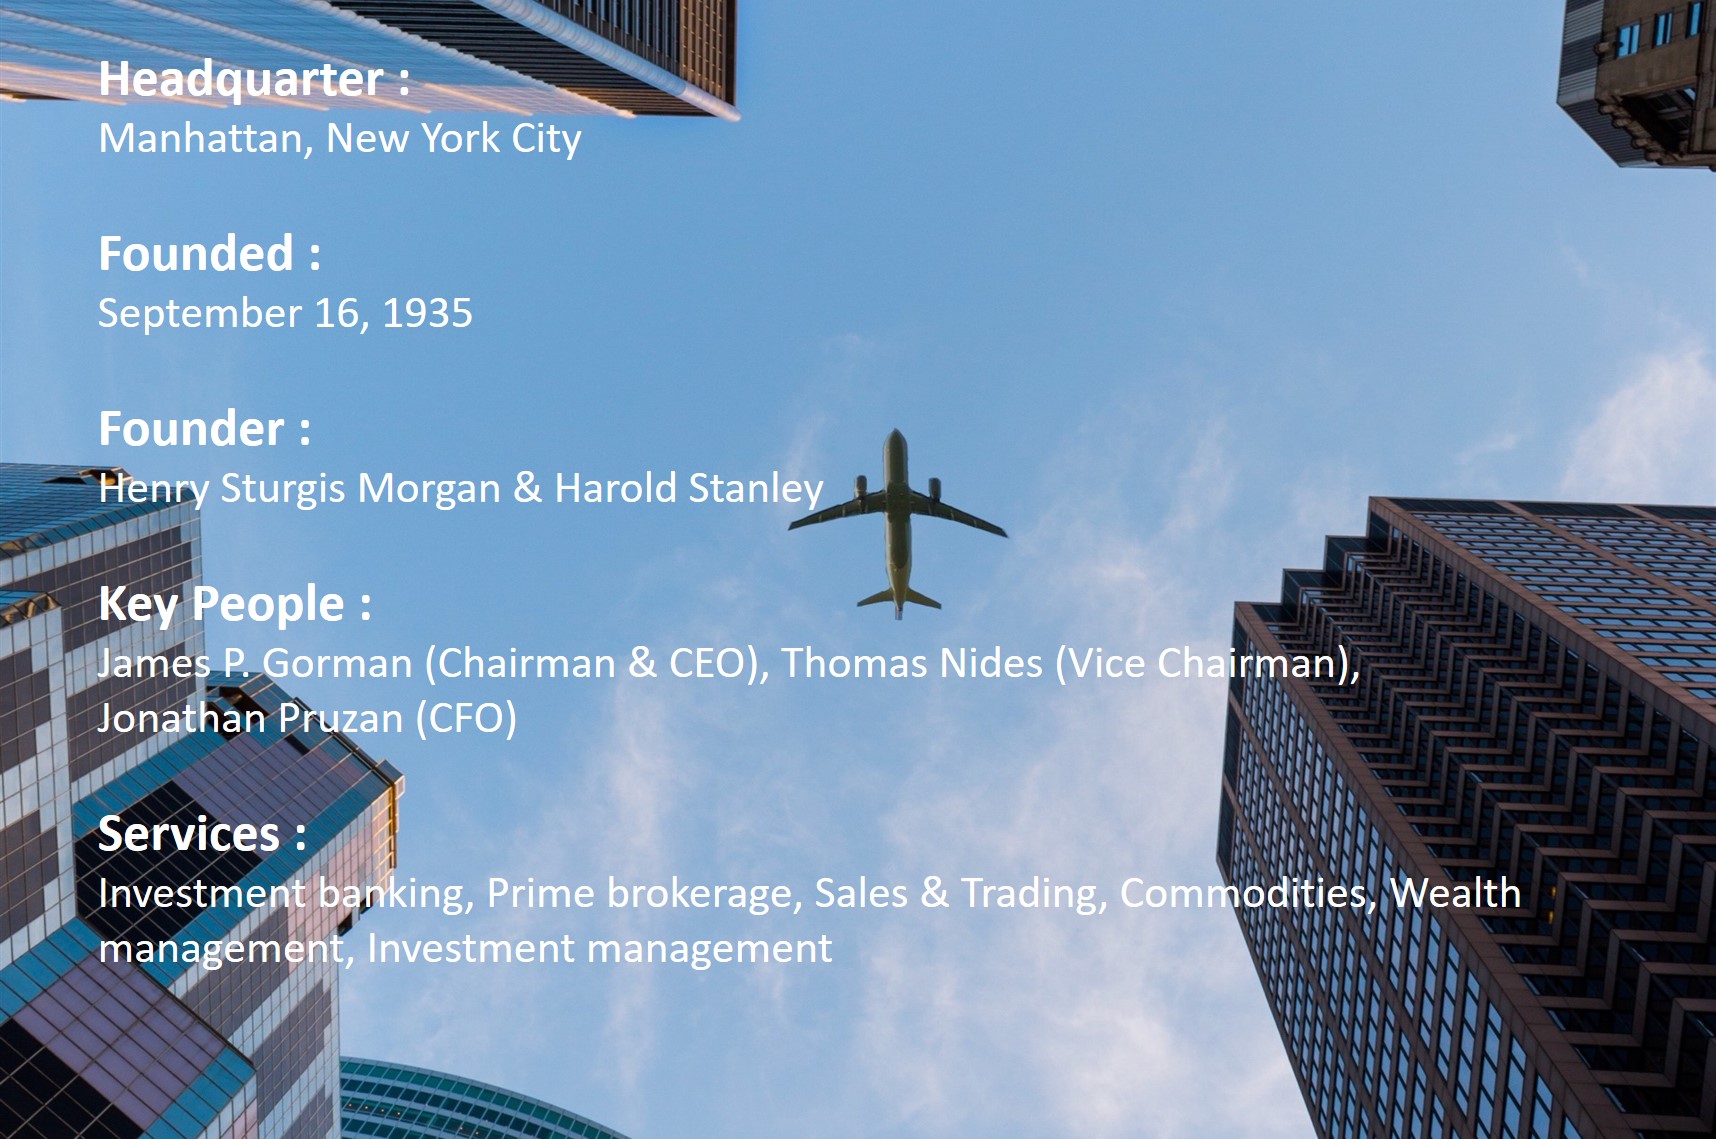 Headquarter :
Manhattan, New York City
Founded :
September 16, 1935
Founder :
Henry Sturgis Morgan & Harold Stanley
Key People :
James P. Gorman (Chairman & CEO), Thomas Nides (Vice Chairman),
Jonathan Pruzan (CFO)
Services :
Investment banking, Prime brokerage, Sales & Trading, Commodities, Wealth
management, Investment management